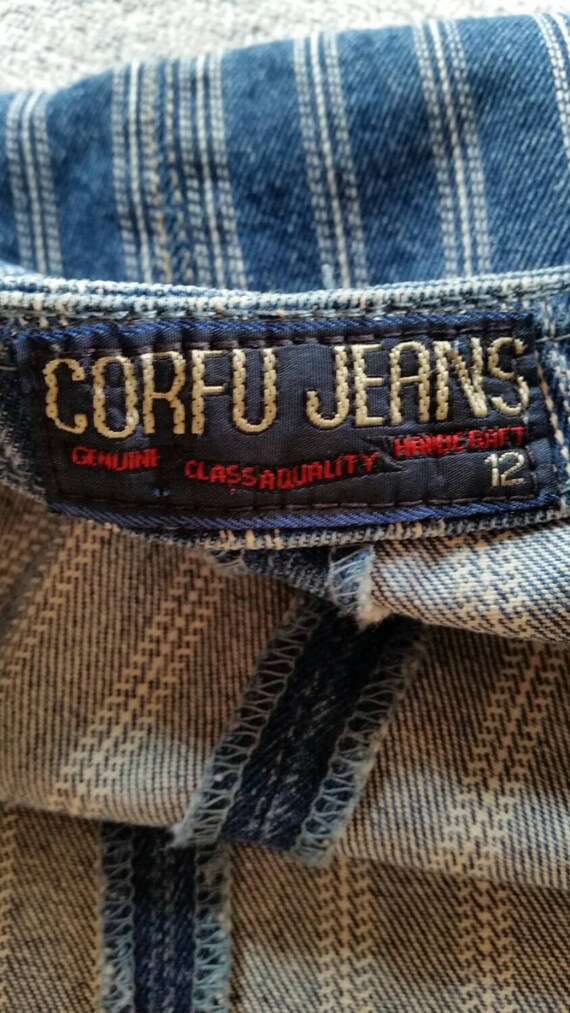 CORFU JEANS
GENUINE CLASS A QUALITY HANDCRAFT
12